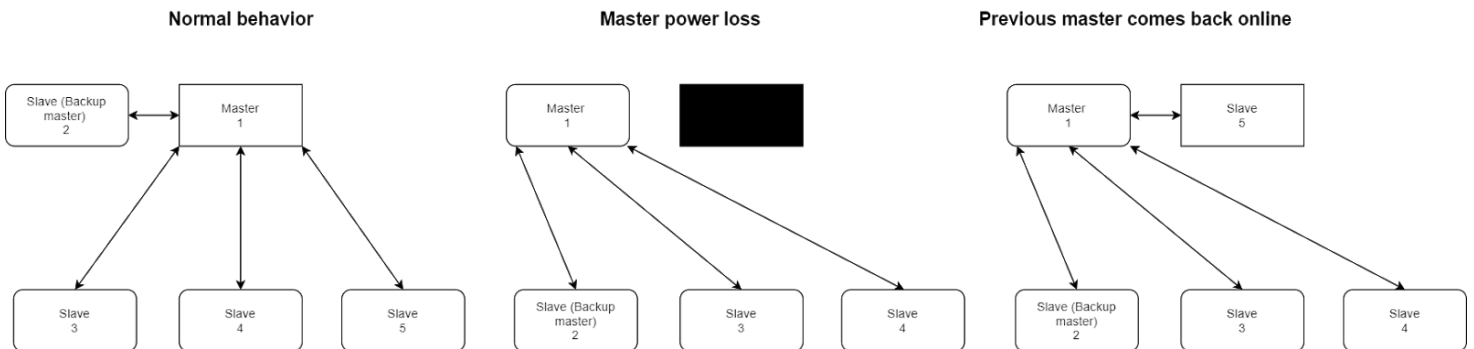 Normal behavior
Slave (Backup
master)
2
Master
1
Slave
3
Slave
4
Slave
5
Master power loss
Master
1
Slave (Backup
master)
2
Slave
3
Slave
4
Previous master comes back online
Master
1
Slave
5
Slave (Backup
master)
2
Slave
3
Slave
4